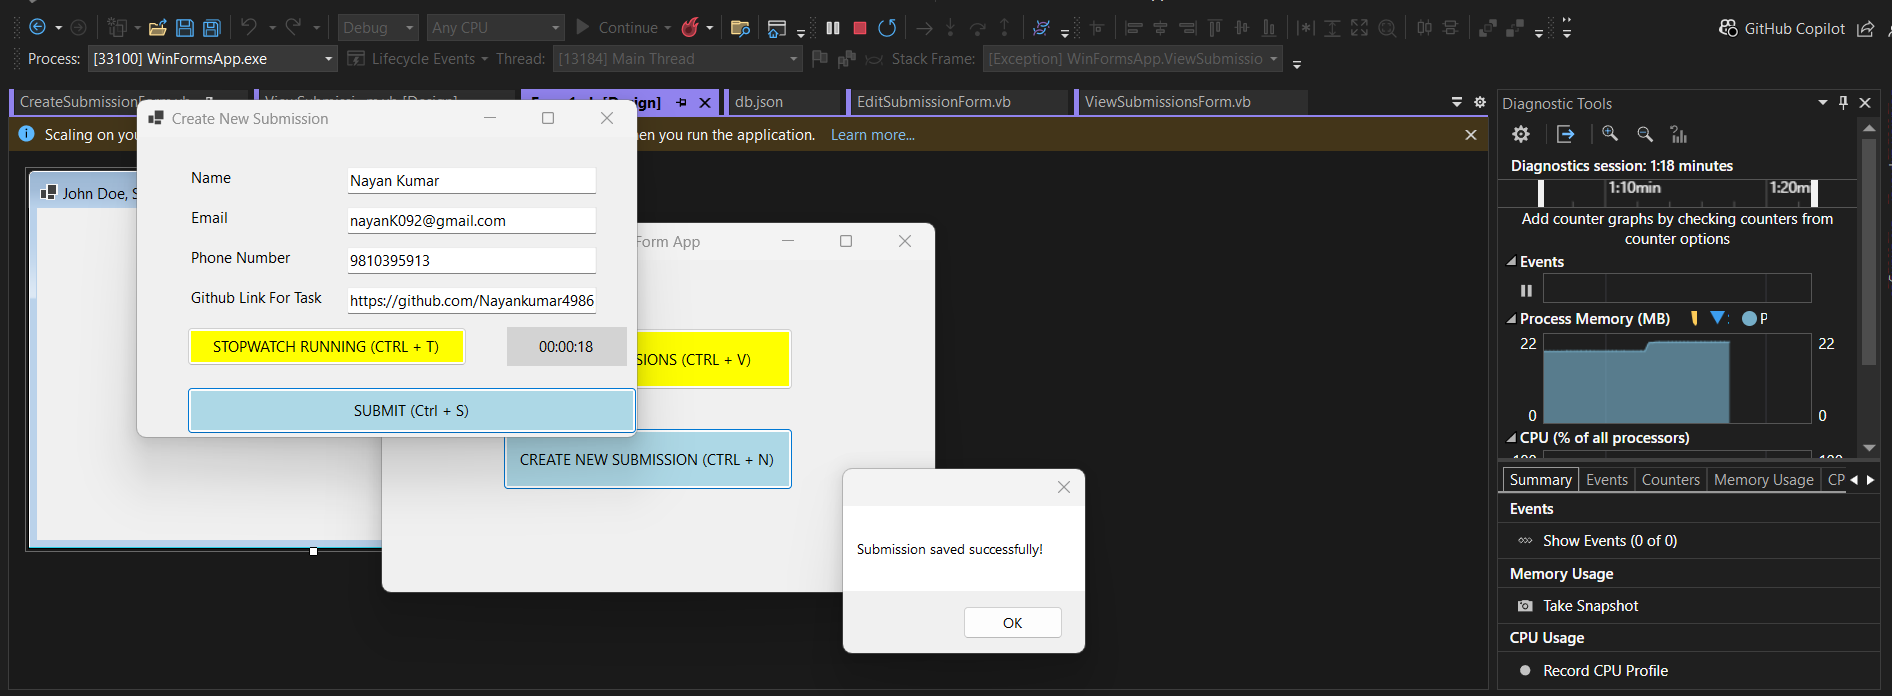 Debug
Any CPU
Continue
GitHub Copilot
Process:
[33100] WinFormsApp.exe
Lifecycle Events
Thread:
[13184] Main Thread
Stack Frame:
[Exception] WinFormsApp.ViewSubmissio
db.json
EditSubmissionForm.vb
ViewSubmissionsForm.vb
Scaling on you
en you run the application.
Learn more...
John Doe, S
Create New Submission
Name
Nayan Kumar
Email
nayanK092@gmail.com
Phone Number
9810395913
Github Link For Task
https://github.com/Nayankumar4986
STOPWATCH RUNNING (CTRL + T)
00:00:18
SUBMIT (Ctrl + S)
Form App
SIONS (CTRL + V)
CREATE NEW SUBMISSION (CTRL + N)
Submission saved successfully!
OK
Diagnostic Tools
Diagnostics session: 1:18 minutes
1:10min
1:20mi
Add counter graphs by checking counters from
counter options
Events
Process Memory (MB)
P
22
22
0
0
CPU (% of all processors)
Summary
Events
Counters
Memory Usage
CP
Events
Show Events (0 of 0)
Memory Usage
Take Snapshot
CPU Usage
Record CPU Profile